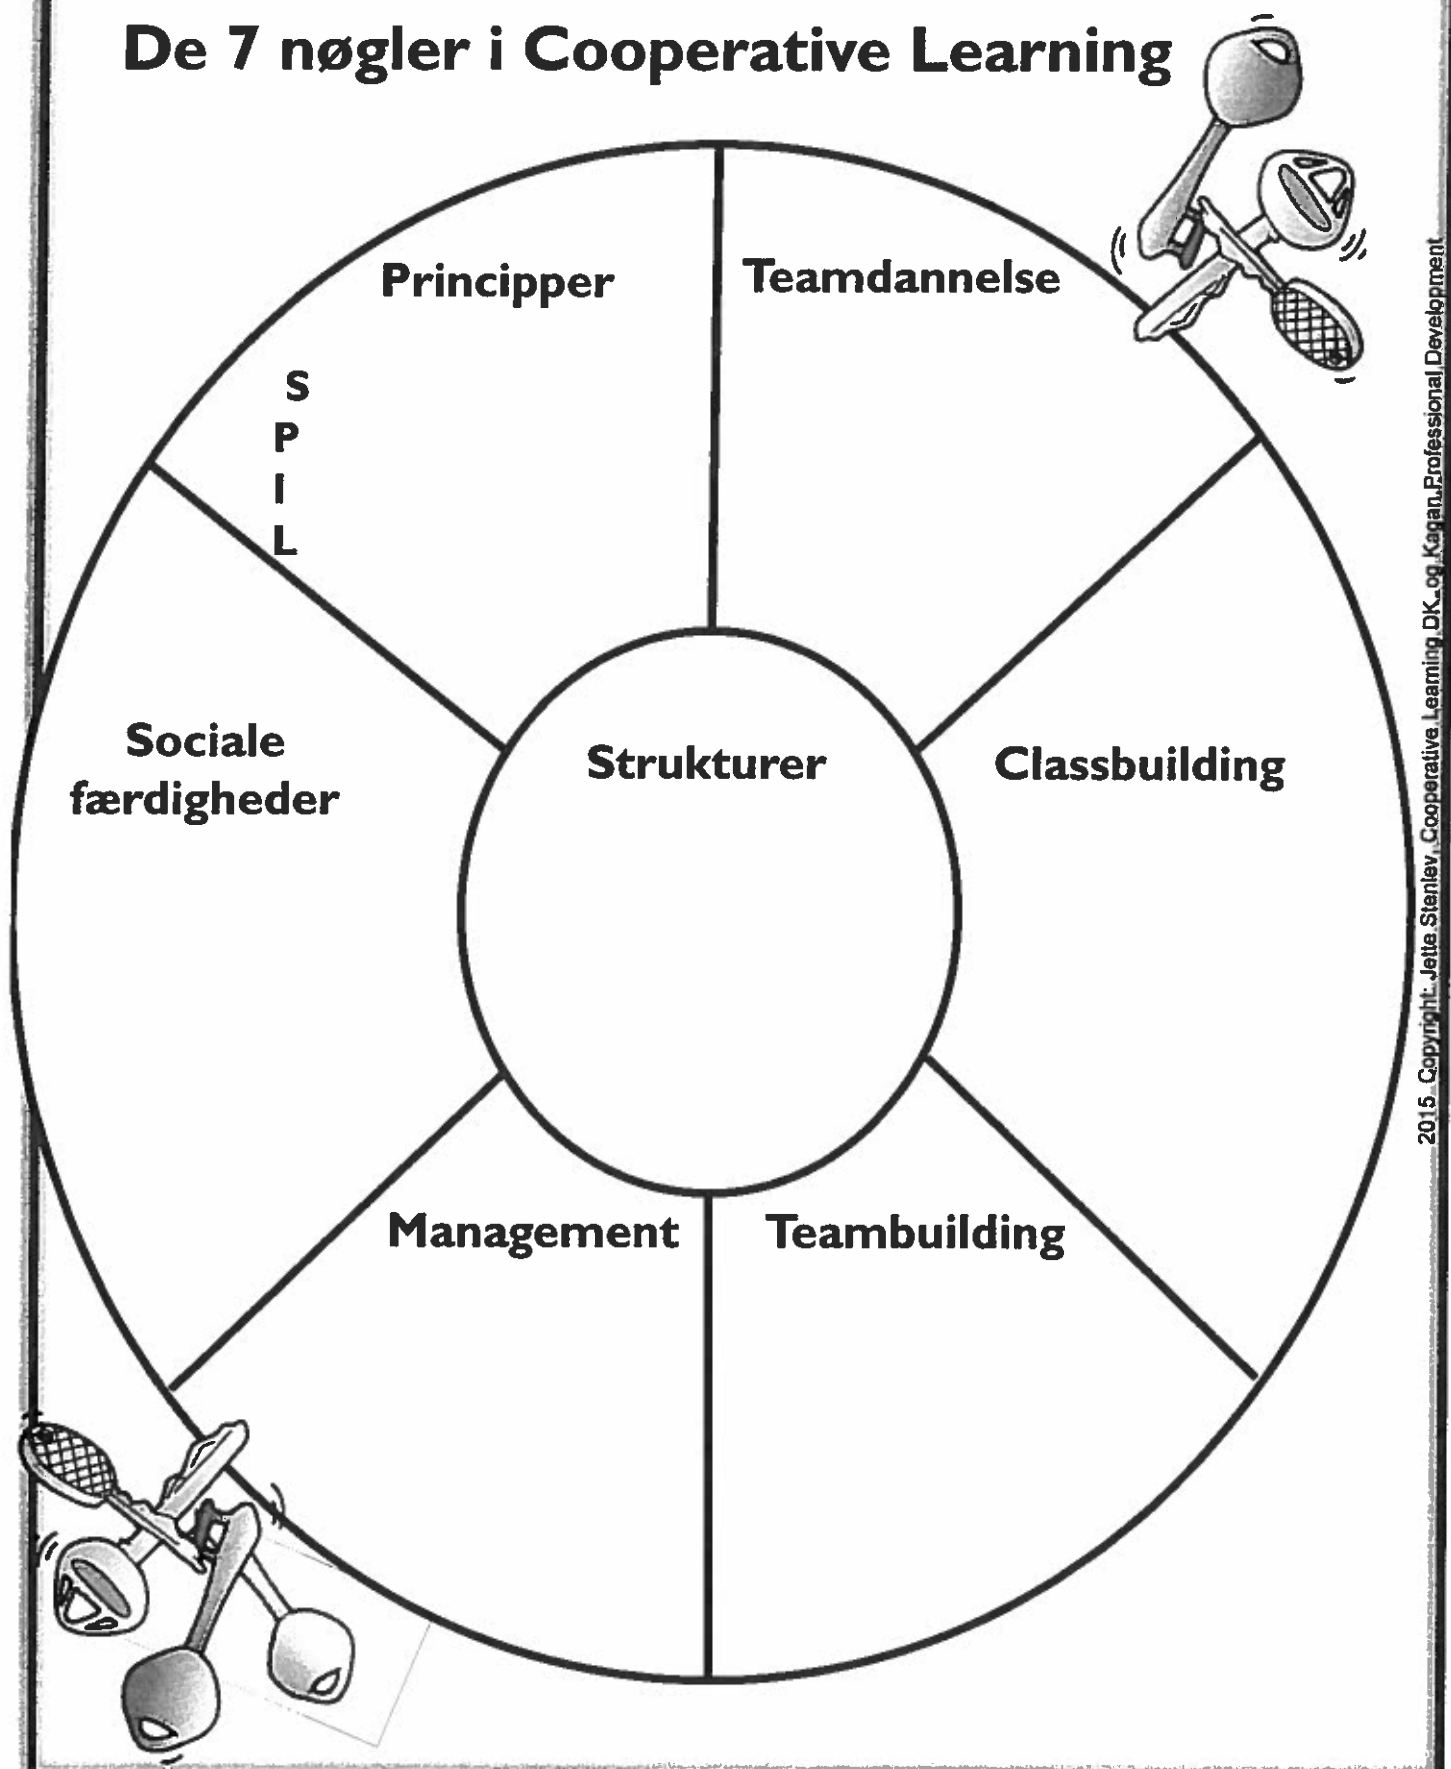 De 7 nøgler i Cooperative Learning
Principper
S
P
I
L
Teamdannelse
Sociale
færdigheder
Strukturer
Classbuilding
Management
Teambuilding
2015 Copyright: Jette Stenlev, Cooperative Learning DK. og Kagan Professional Development